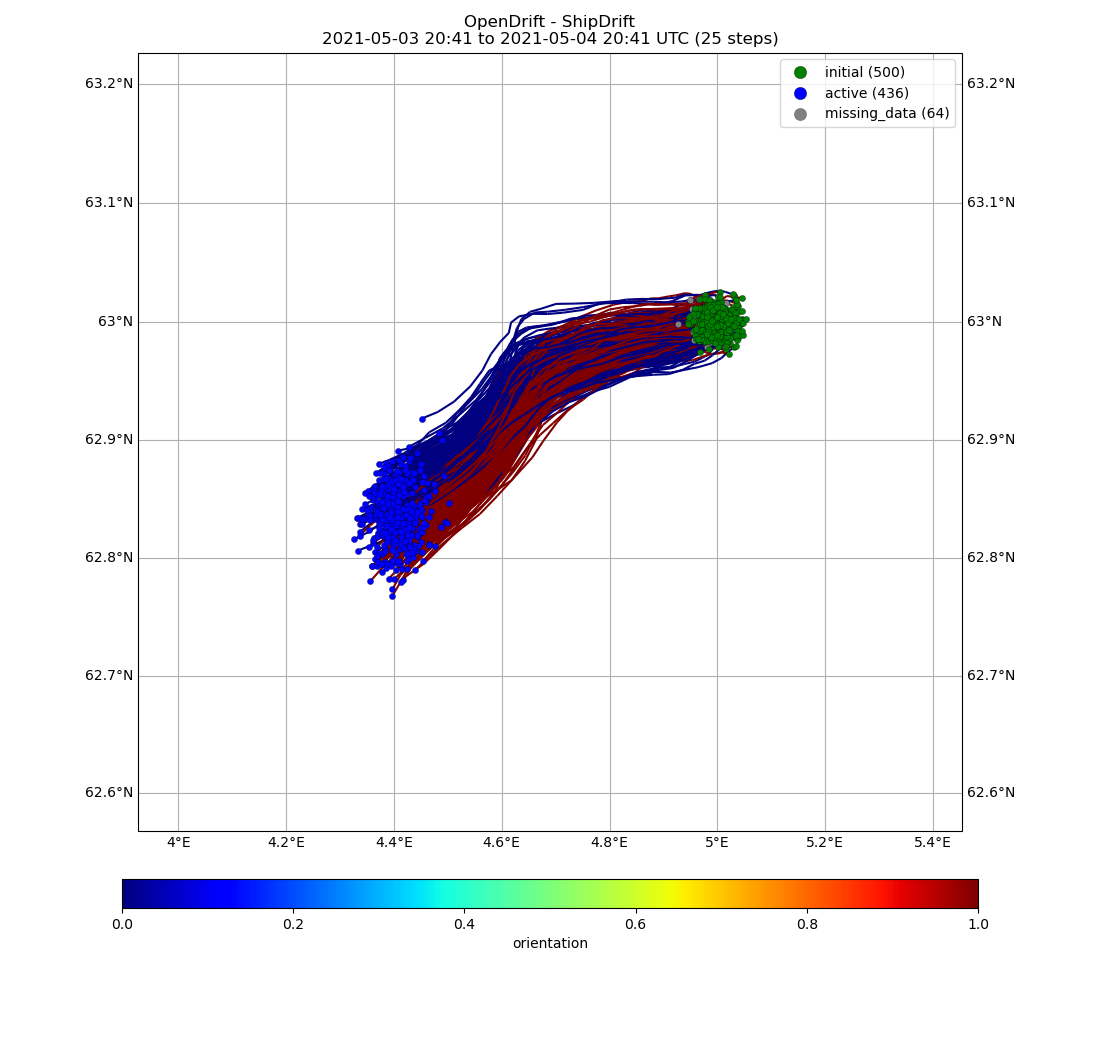 OpenDrift - ShipDrift
2021-05-03 20:41 to 2021-05-04 20:41 UTC (25 steps)
initial (500)
active (436)
missing_data (64)
63.2°N 63.2°N
63.1°N 63.1°N
63°N 63°N
62.9°N 62.9°N
62.8°N 62.8°N
62.7°N 62.7°N
62.6°N 62.6°N
4°E 4.2°E 4.4°E 4.6°E 4.8°E 5°E 5.2°E 5.4°E
0.0 0.2 0.4 0.6 0.8 1.0
orientation